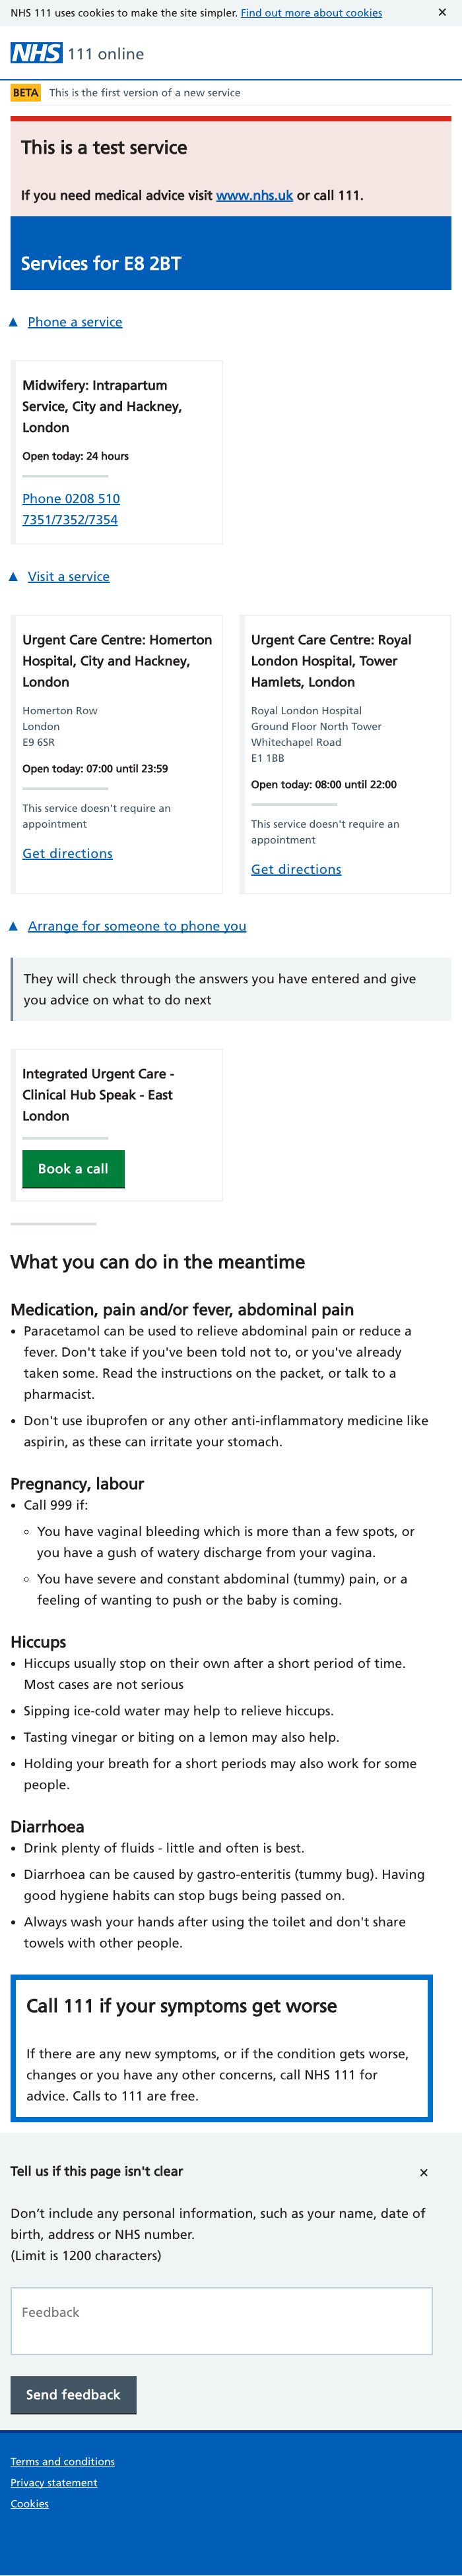 NHS 111 uses cookies to make the site simpler. Find out more about cookies ✕
NHS 111 online
BETA This is the first version of a new service
This is a test service
If you need medical advice visit www.nhs.uk or call 111.
Services for E8 2BT
▲ Phone a service
Midwifery: Intrapartum
Service, City and Hackney,
London
Open today: 24 hours
Phone 0208 510
7351/7352/7354
▲ Visit a service
Urgent Care Centre: Homerton
Hospital, City and Hackney,
London
Homerton Row
London
E9 6SR
Open today: 07:00 until 23:59
This service doesn't require an
appointment
Get directions
Urgent Care Centre: Royal
London Hospital, Tower
Hamlets, London
Royal London Hospital
Ground Floor North Tower
Whitechapel Road
E1 1BB
Open today: 08:00 until 22:00
This service doesn't require an
appointment
Get directions
▲ Arrange for someone to phone you
They will check through the answers you have entered and give
you advice on what to do next
Integrated Urgent Care -
Clinical Hub Speak - East
London
Book a call
What you can do in the meantime
Medication, pain and/or fever, abdominal pain
• Paracetamol can be used to relieve abdominal pain or reduce a
fever. Don't take if you've been told not to, or you've already
taken some. Read the instructions on the packet, or talk to a
pharmacist.
• Don't use ibuprofen or any other anti-inflammatory medicine like
aspirin, as these can irritate your stomach.
Pregnancy, labour
• Call 999 if:
◦ You have vaginal bleeding which is more than a few spots, or
you have a gush of watery discharge from your vagina.
◦ You have severe and constant abdominal (tummy) pain, or a
feeling of wanting to push or the baby is coming.
Hiccups
• Hiccups usually stop on their own after a short period of time.
Most cases are not serious
• Sipping ice-cold water may help to relieve hiccups.
• Tasting vinegar or biting on a lemon may also help.
• Holding your breath for a short periods may also work for some
people.
Diarrhoea
• Drink plenty of fluids - little and often is best.
• Diarrhoea can be caused by gastro-enteritis (tummy bug). Having
good hygiene habits can stop bugs being passed on.
• Always wash your hands after using the toilet and don't share
towels with other people.
Call 111 if your symptoms get worse
If there are any new symptoms, or if the condition gets worse,
changes or you have any other concerns, call NHS 111 for
advice. Calls to 111 are free.
Tell us if this page isn't clear ✕
Don’t include any personal information, such as your name, date of
birth, address or NHS number.
(Limit is 1200 characters)
Feedback
Send feedback
Terms and conditions
Privacy statement
Cookies